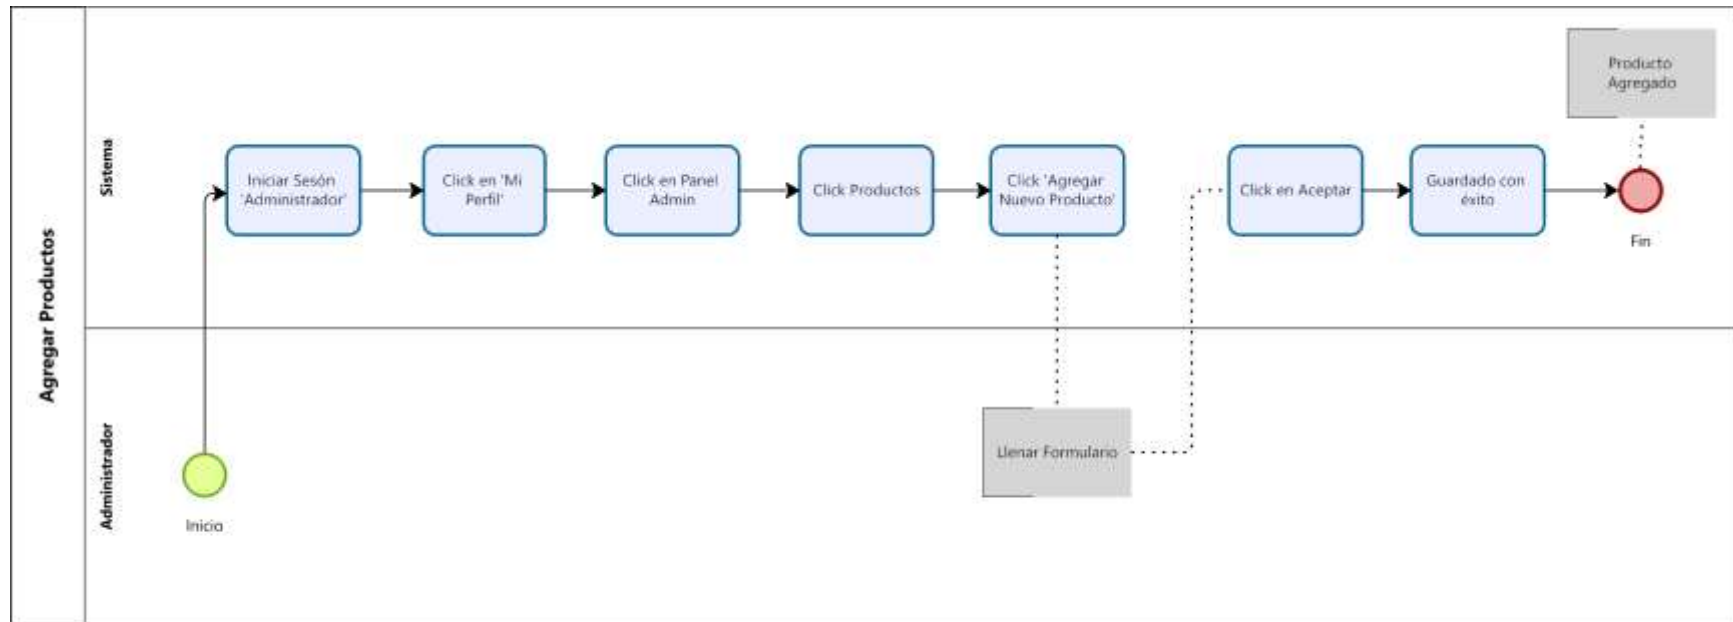 Agregar Productos
Sistema
Administrador
Producto
Agregado
Iniciar Sesón
'Administrador'
Click en 'Mi
Perfil'
Click en Panel
Admin
Click Productos
Click 'Agregar
Nuevo Producto'
Click en Aceptar
Guardado con
éxito
Fin
Llenar Formulario
Inicio